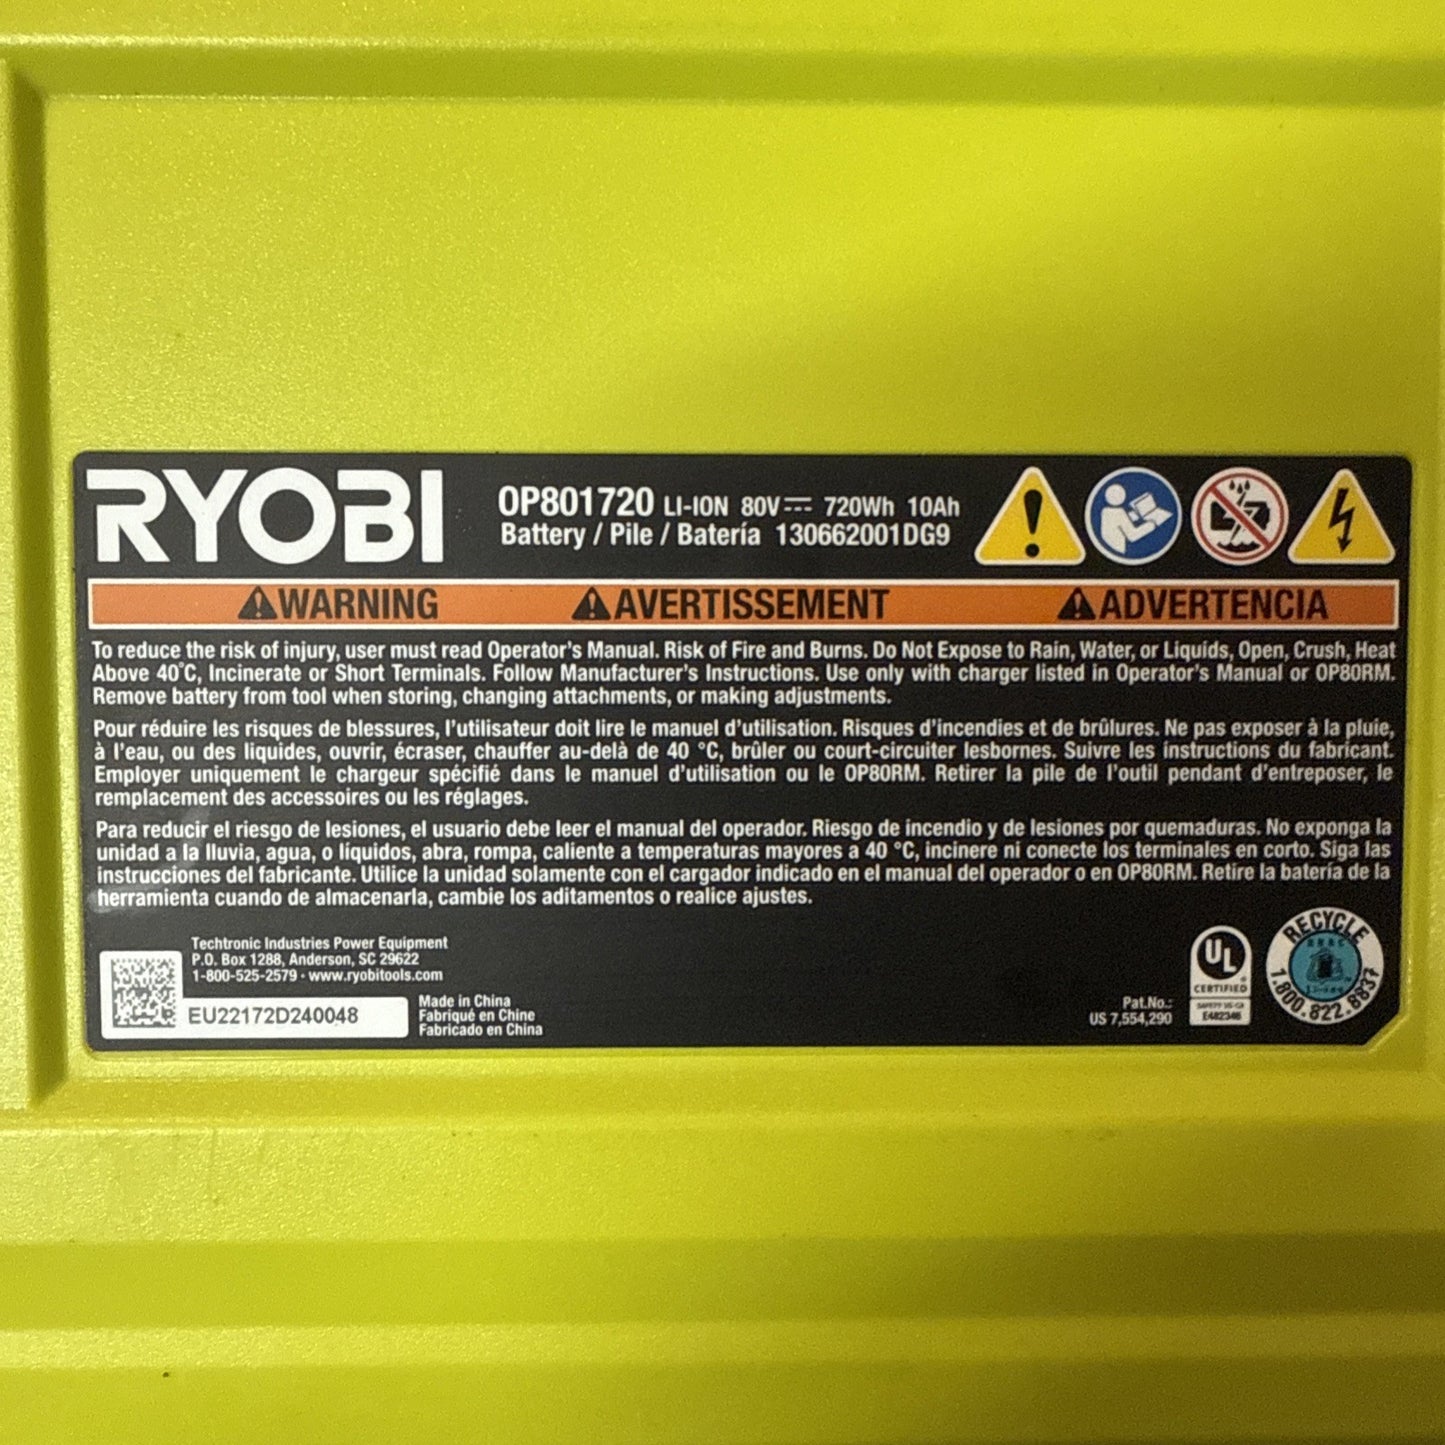 RYOBI
OP801720 LI-ION 80V 720Wh 10Ah
Battery / Pile / Batería 130662001DG9
WARNING AVERTISSEMENT ADVERTENCIA
To reduce the risk of injury, user must read Operator's Manual. Risk of Fire and Burns. Do Not Expose to Rain, Water, or Liquids, Open, Crush, Heat
Above 40°C, Incinerate or Short Terminals. Follow Manufacturer's Instructions. Use only with charger listed in Operator's Manual or OP80RM.
Remove battery from tool when storing, changing attachments, or making adjustments.
Pour réduire les risques de blessures, l'utilisateur doit lire le manuel d'utilisation. Risques d'incendies et de brûlures. Ne pas exposer à la pluie,
à l'eau, ou des liquides, ouvrir, écraser, chauffer au-delà de 40 °C, brûler ou court-circuiter lesbornes. Suivre les instructions du fabricant.
Employer uniquement le chargeur spécifié dans le manuel d'utilisation ou le OP80RM. Retirer la pile de l'outil pendant d'entreposer, le
remplacement des accessoires ou les réglages.
Para reducir el riesgo de lesiones, el usuario debe leer el manual del operador. Riesgo de incendio y de lesiones por quemaduras. No exponga la
unidad a la lluvia, agua, o líquidos, abra, rompa, caliente a temperaturas mayores a 40 °C, incinere ni conecte los terminales en corto. Siga las
instrucciones del fabricante. Utilice la unidad solamente con el cargador indicado en el manual del operador o en OP80RM. Retire la batería de la
herramienta cuando de almacenarla, cambie los aditamentos o realice ajustes.
Techtronic Industries Power Equipment
P.O. Box 1288, Anderson, SC 29622
1-800-525-2579 · www.ryobitools.com
EU22172D240048
Made in China
Fabriqué en Chine
Fabricado en China
Pat.No.:
US 7,554,290
UL
CERTIFIED
SAFETY US-CA
E482346
RECYCLE
RBRC
Li-ion
1.800.822.8837